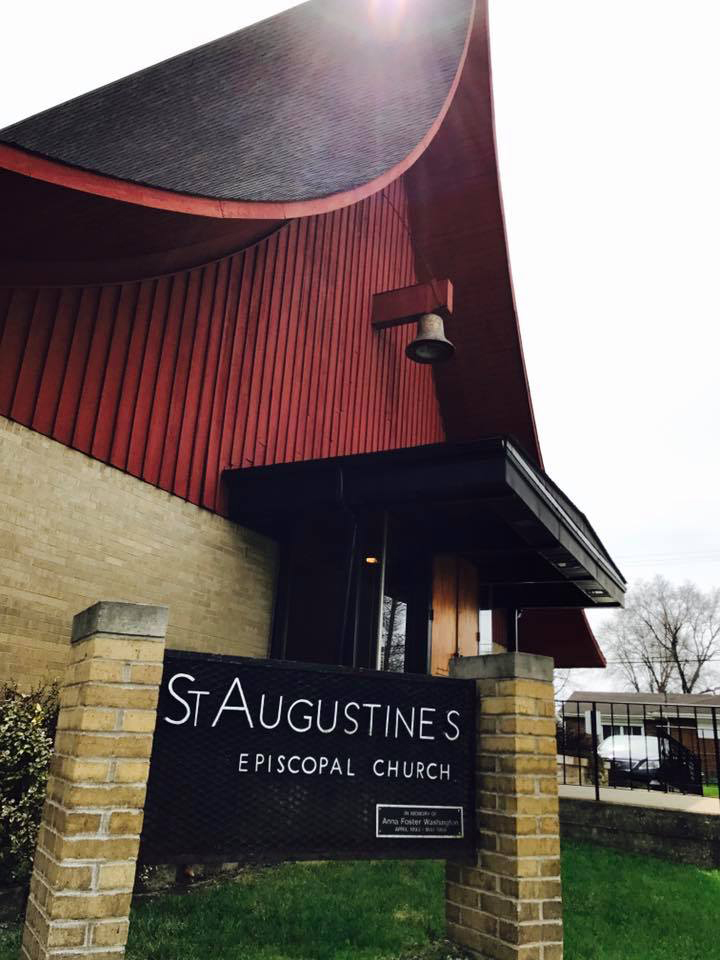 ST AUGUSTINE S
EPISCOPAL CHURCH
IN MEMORY OF
Anna Foster Washington